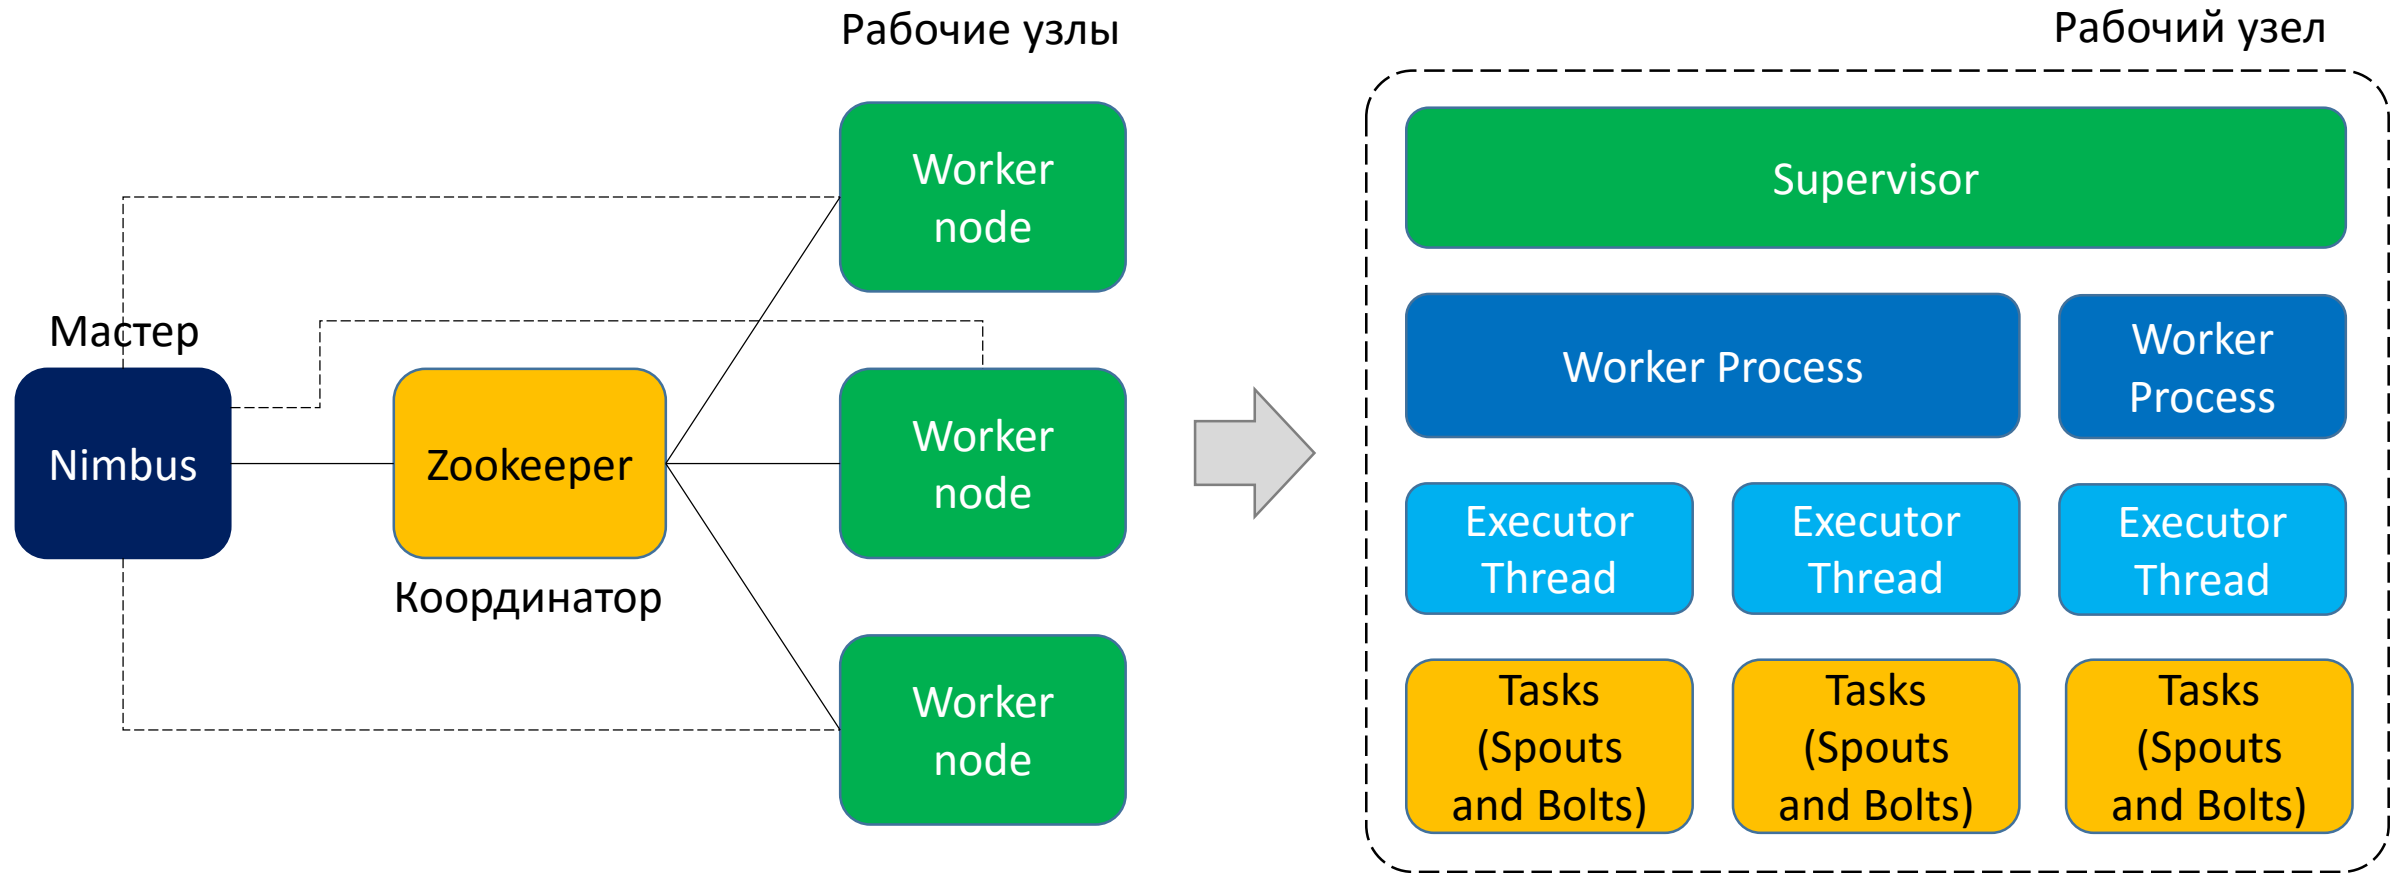 Рабочие узлы
Worker
node
Мастер
Nimbus
Zookeeper
Координатор
Worker
node
Worker
node
Рабочий узел
Supervisor
Worker Process
Worker
Process
Executor
Thread
Executor
Thread
Executor
Thread
Tasks
(Spouts
and Bolts)
Tasks
(Spouts
and Bolts)
Tasks
(Spouts
and Bolts)